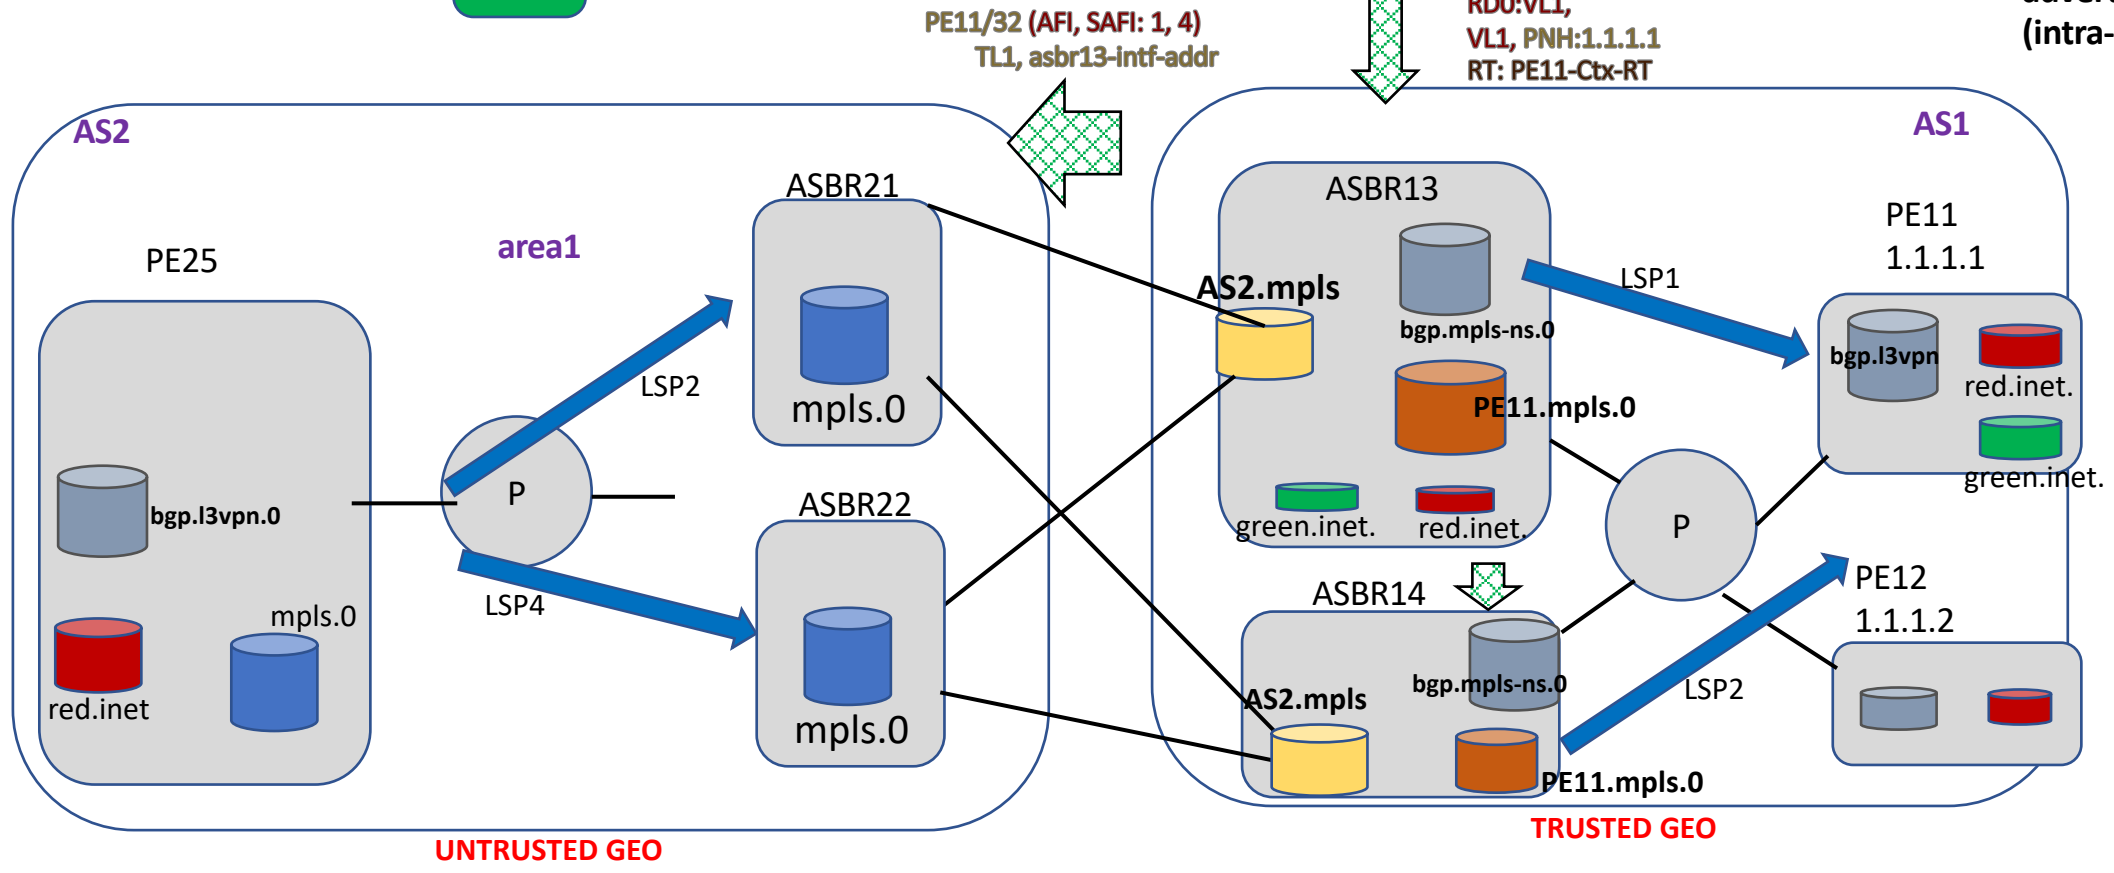 PE11/32 (AFI, SAFI: 1, 4)
TL1, asbr13-intf-addr
RD0:VL1,
VL1, PNH:1.1.1.1
RT: PE11-Ctx-RT
(intra-
AS2
AS1
area1
PE25
ASBR21
ASBR13
PE11
1.1.1.1
AS2.mpls
LSP1
bgp.mpls-ns.0
bgp.l3vpn
red.inet.
LSP2
mpls.0
PE11.mpls.0
green.inet.
P
bgp.l3vpn.0
ASBR22
green.inet.
red.inet.
P
LSP4
mpls.0
red.inet
mpls.0
ASBR14
PE12
1.1.1.2
bgp.mpls-ns.0
AS2.mpls
LSP2
PE11.mpls.0
UNTRUSTED GEO
TRUSTED GEO